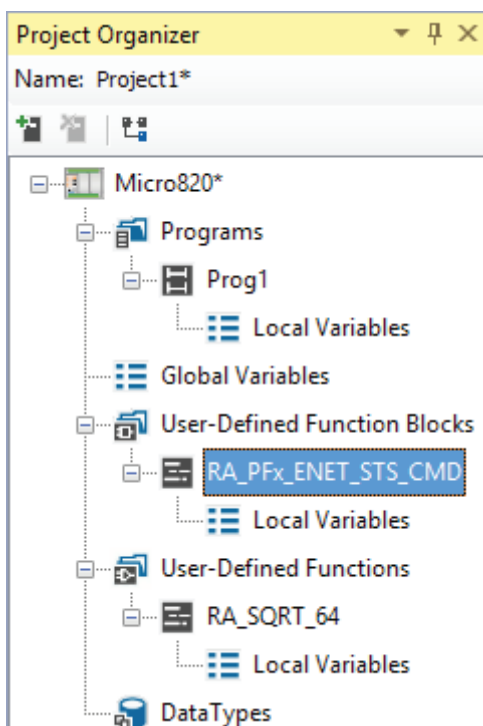 Project Organizer
Name: Project1*
Micro820*
Programs
Prog1
Local Variables
Global Variables
User-Defined Function Blocks
RA_PFx_ENET_STS_CMD
Local Variables
User-Defined Functions
RA_SQRT_64
Local Variables
DataTypes